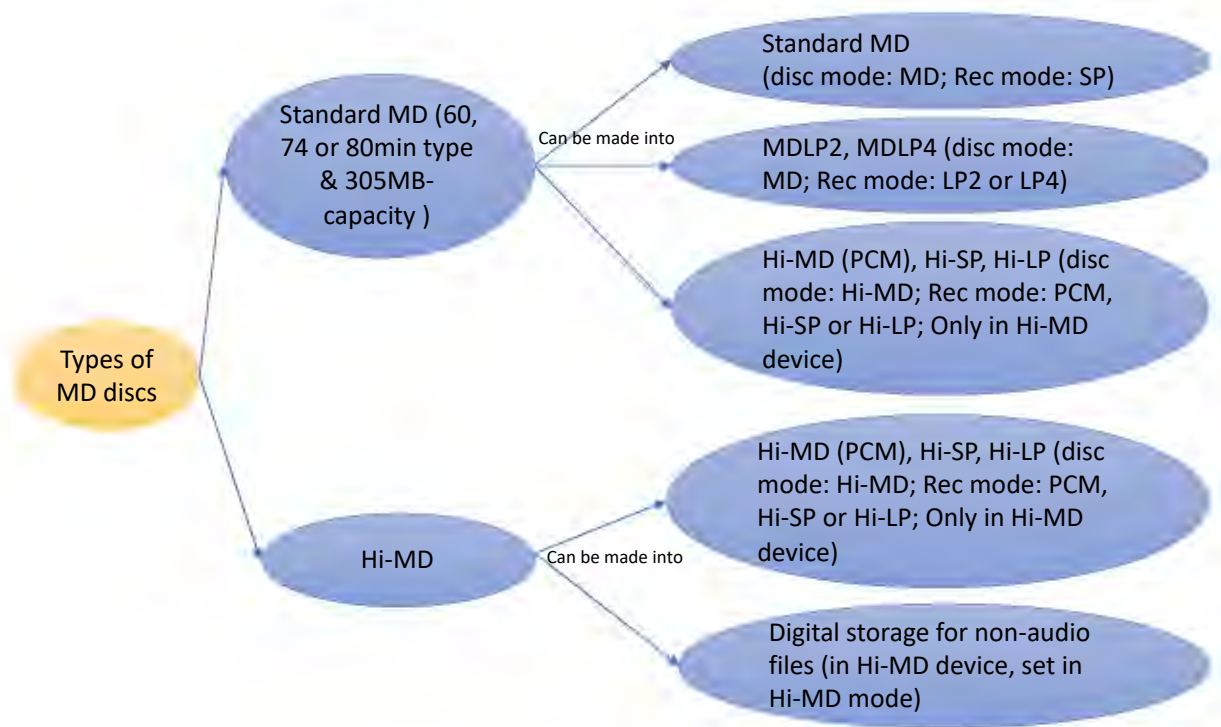 Types of
MD discs
Standard MD (60,
74 or 80min type
& 305MB-
capacity )
Can be made into
Standard MD
(disc mode: MD; Rec mode: SP)
MDLP2, MDLP4 (disc mode:
MD; Rec mode: LP2 or LP4)
Hi-MD (PCM), Hi-SP, Hi-LP (disc
mode: Hi-MD; Rec mode: PCM,
Hi-SP or Hi-LP; Only in Hi-MD
device)
Hi-MD
Can be made into
Hi-MD (PCM), Hi-SP, Hi-LP (disc
mode: Hi-MD; Rec mode: PCM,
Hi-SP or Hi-LP; Only in Hi-MD
device)
Digital storage for non-audio
files (in Hi-MD device, set in
Hi-MD mode)